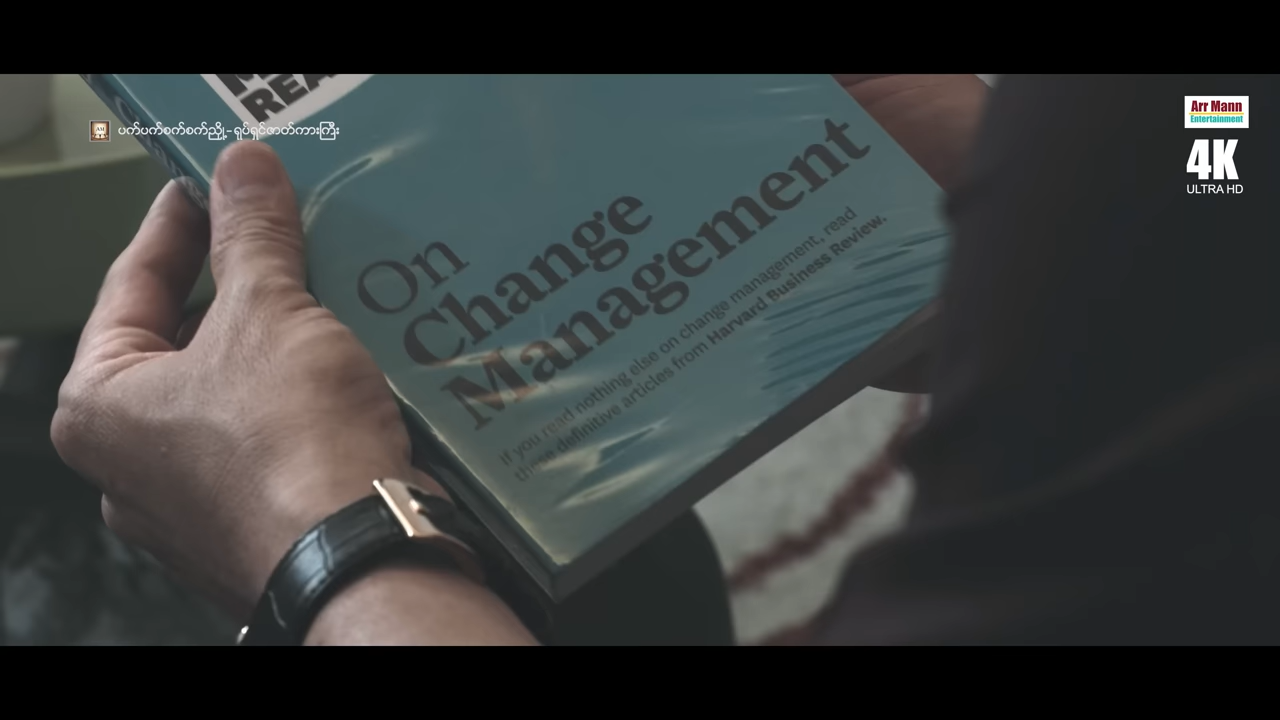 REA
ပက်ပက်စက်စက်ညှို့- ရုပ်ရှင်ဇာတ်ကားကြီး
Arr Mann
Entertainment
4K
ULTRA HD
On
Change
Management
If you read nothing else on change management, read
these definitive articles from Harvard Business Review.